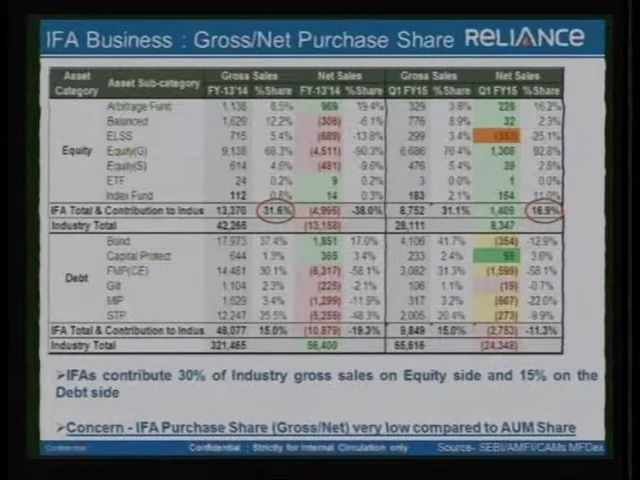 IFA Business : Gross/Net Purchase Share RELIANCE
Asset Category Asset Sub-category Gross Sales Net Sales Gross Sales Net Sales
FY-13'14 %Share FY-13'14 %Share Q1 FY15 %Share Q1 FY15 %Share
Arbitrage Fund 1,138 8.5% 969 19.4% 329 3.8% 228 16.2%
Balanced 1,629 12.2% (306) -6.1% 776 8.9% 32 2.3%
ELSS 715 5.4% (689) -13.8% 299 3.4% -25.1%
Equity Equity(G) 9,138 68.3% (4,511) -90.3% 6,686 76.4% 1,308 92.8%
Equity(S) 614 4.6% (481) -9.6% 476 5.4% 39 2.8%
ETF 24 0.2% 9 0.2% 3 0.0% 1 0.0%
Index Fund 112 0.8% 14 0.3% 183 2.1% 154 11.0%
IFA Total & Contribution to Indus 13,370 31.6% (4,995) -38.0% 8,752 31.1% 1,409 16.9%
Industry Total 42,265 (13,158) 28,111 8,347
Bond 17,973 37.4% 1,851 17.0% 4,106 41.7% (354) -12.9%
Capital Protect 644 1.3% 365 3.4% 233 2.4% 98 3.6%
Debt FMP(CE) 14,461 30.1% (6,317) -58.1% 3,082 31.3% (1,599) -58.1%
Gilt 1,104 2.3% (225) -2.1% 106 1.1% (19) -0.7%
MIP 1,629 3.4% (1,299) -11.9% 317 3.2% (607) -22.0%
STP 12,247 25.5% (5,255) -48.3% 2,005 20.4% (273) -9.9%
IFA Total & Contribution to Indus 48,077 15.0% (10,879) -19.3% 9,849 15.0% (2,753) -11.3%
Industry Total 321,465 56,400 65,616 (24,348)
➢IFAs contribute 30% of Industry gross sales on Equity side and 15% on the
Debt side
➢Concern - IFA Purchase Share (Gross/Net) very low compared to AUM Share
Confidential Confidential : Strictly for Internal Circulation only Source- SEBI/AMFI/CAMs MFDex